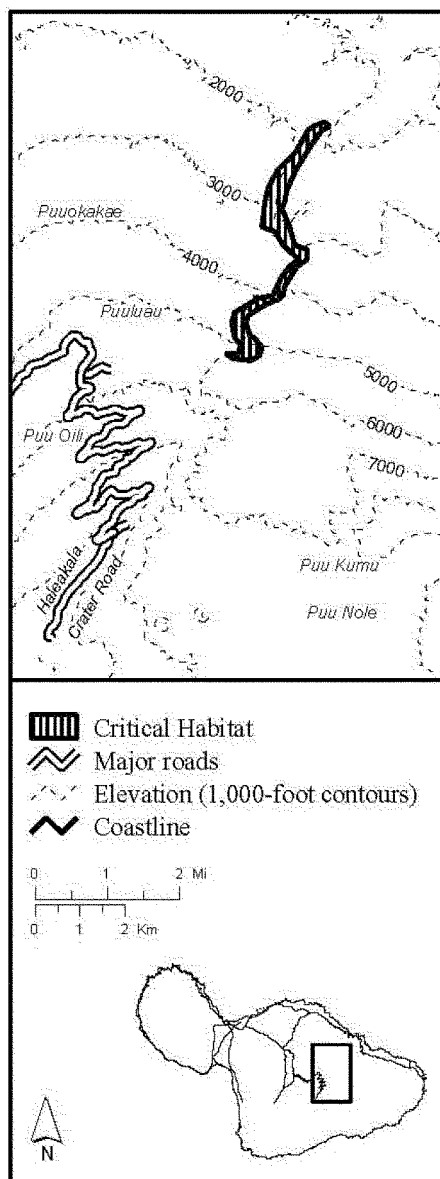 2000
3000
Puuokakae
4000
Puuluau
5000
Puu Oili
6000
7000
Haleakala
Crater Road
Puu Kumu
Puu Nole
Critical Habitat
Major roads
Elevation (1,000-foot contours)
Coastline
0 1 2 Mi
0 1 2 Km
N